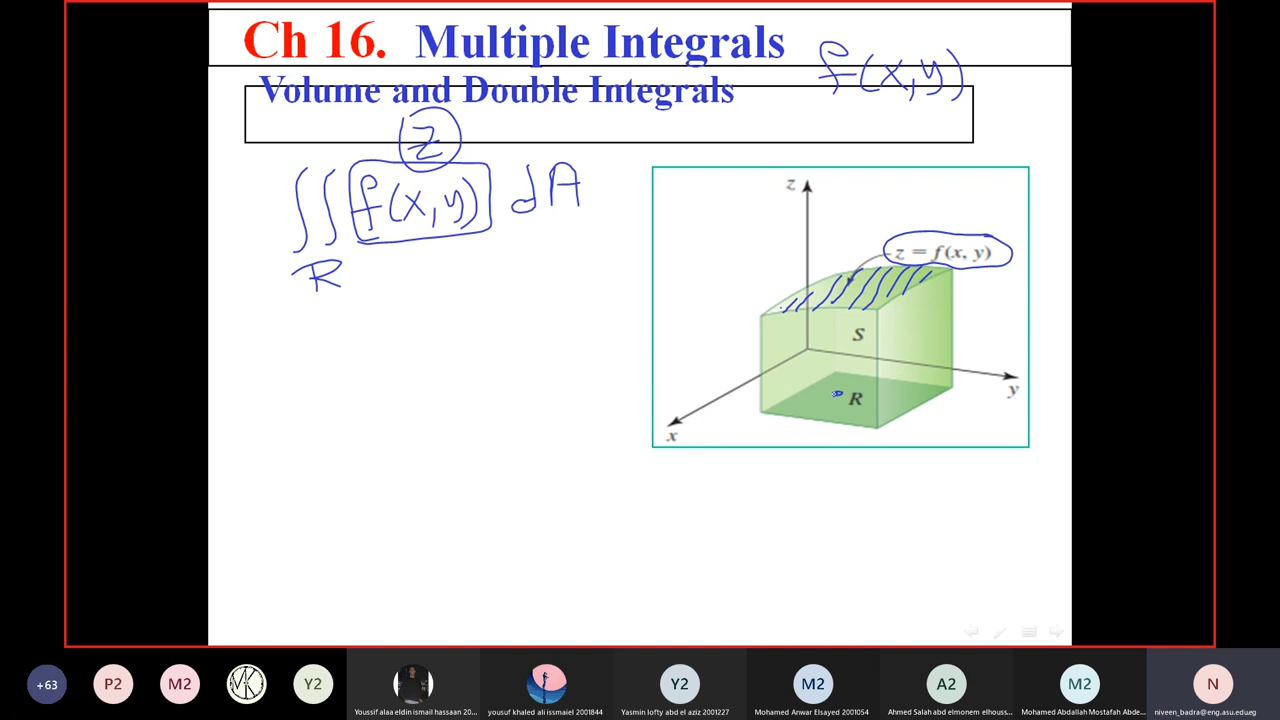 Ch 16. Multiple Integrals
f(x,y)
Volume and Double Integrals
z
∬ f(x,y) dA
R
z
z = f(x, y)
S
R
y
x
+63
P2
M2
MK
Y2
Youssif alaa eldin ismail hassaan 20...
yousuf khaled ali issmaiel 2001844
Y2
Yasmin lofty abd el aziz 2001227
M2
Mohamed Anwar Elsayed 2001054
A2
Ahmed Salah abd elmonem elhouss...
M2
Mohamed Abdallah Mostafah Abde...
N
niveen_badra@eng.asu.edu.eg